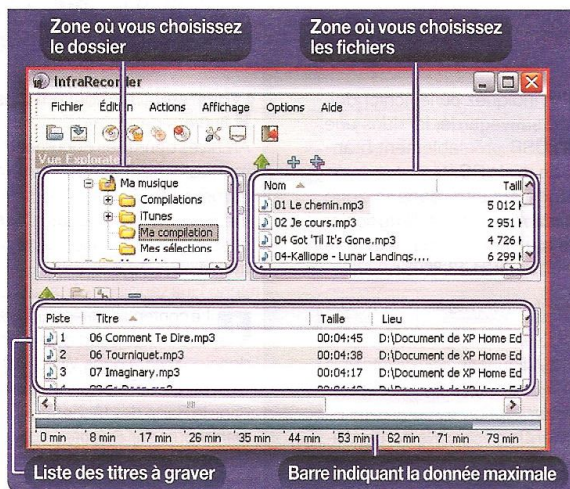 Zone où vous choisissez
le dossier
Zone où vous choisissez
les fichiers
InfraRecorder
Fichier Édition Actions Affichage Options Aide
Vue Explorateur
Ma musique
Compilations
iTunes
Ma compilation
Mes sélections
Nom Taill
01 Le chemin.mp3 5 012
02 Je cours.mp3 2 951
04 Got 'Til It's Gone.mp3 4 726
04-Kalliope - Lunar Landings.... 6 299
Piste Titre Taille Lieu
1 06 Comment Te Dire.mp3 00:04:45 D:\Document de XP Home Ed
2 06 Tourniquet.mp3 00:04:38 D:\Document de XP Home Ed
3 07 Imaginary.mp3 00:04:17 D:\Document de XP Home Ed
0 min 8 min 17 min 26 min 35 min 44 min 53 min 62 min 71 min 79 min
Liste des titres à graver
Barre indiquant la donnée maximale